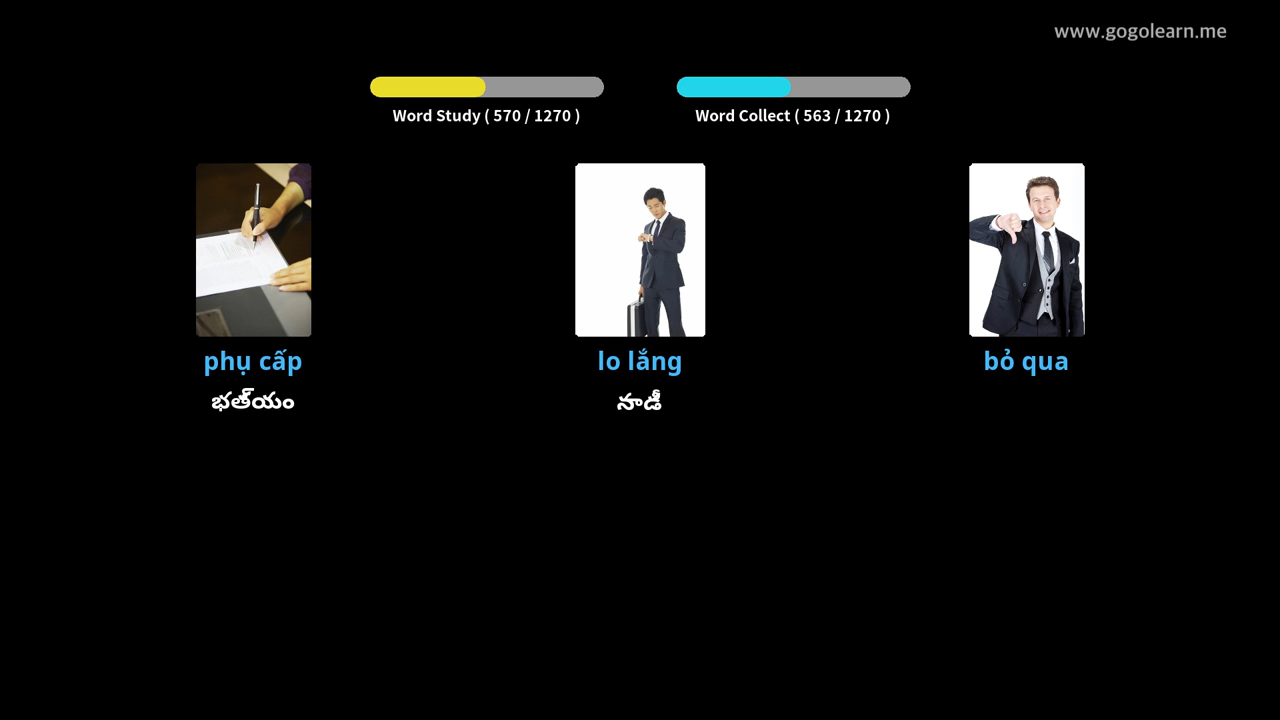 www.gogolearn.me
Word Study ( 570 / 1270 )
Word Collect ( 563 / 1270 )
phụ cấp
lo lắng
bỏ qua
భత్యం
నాడీ